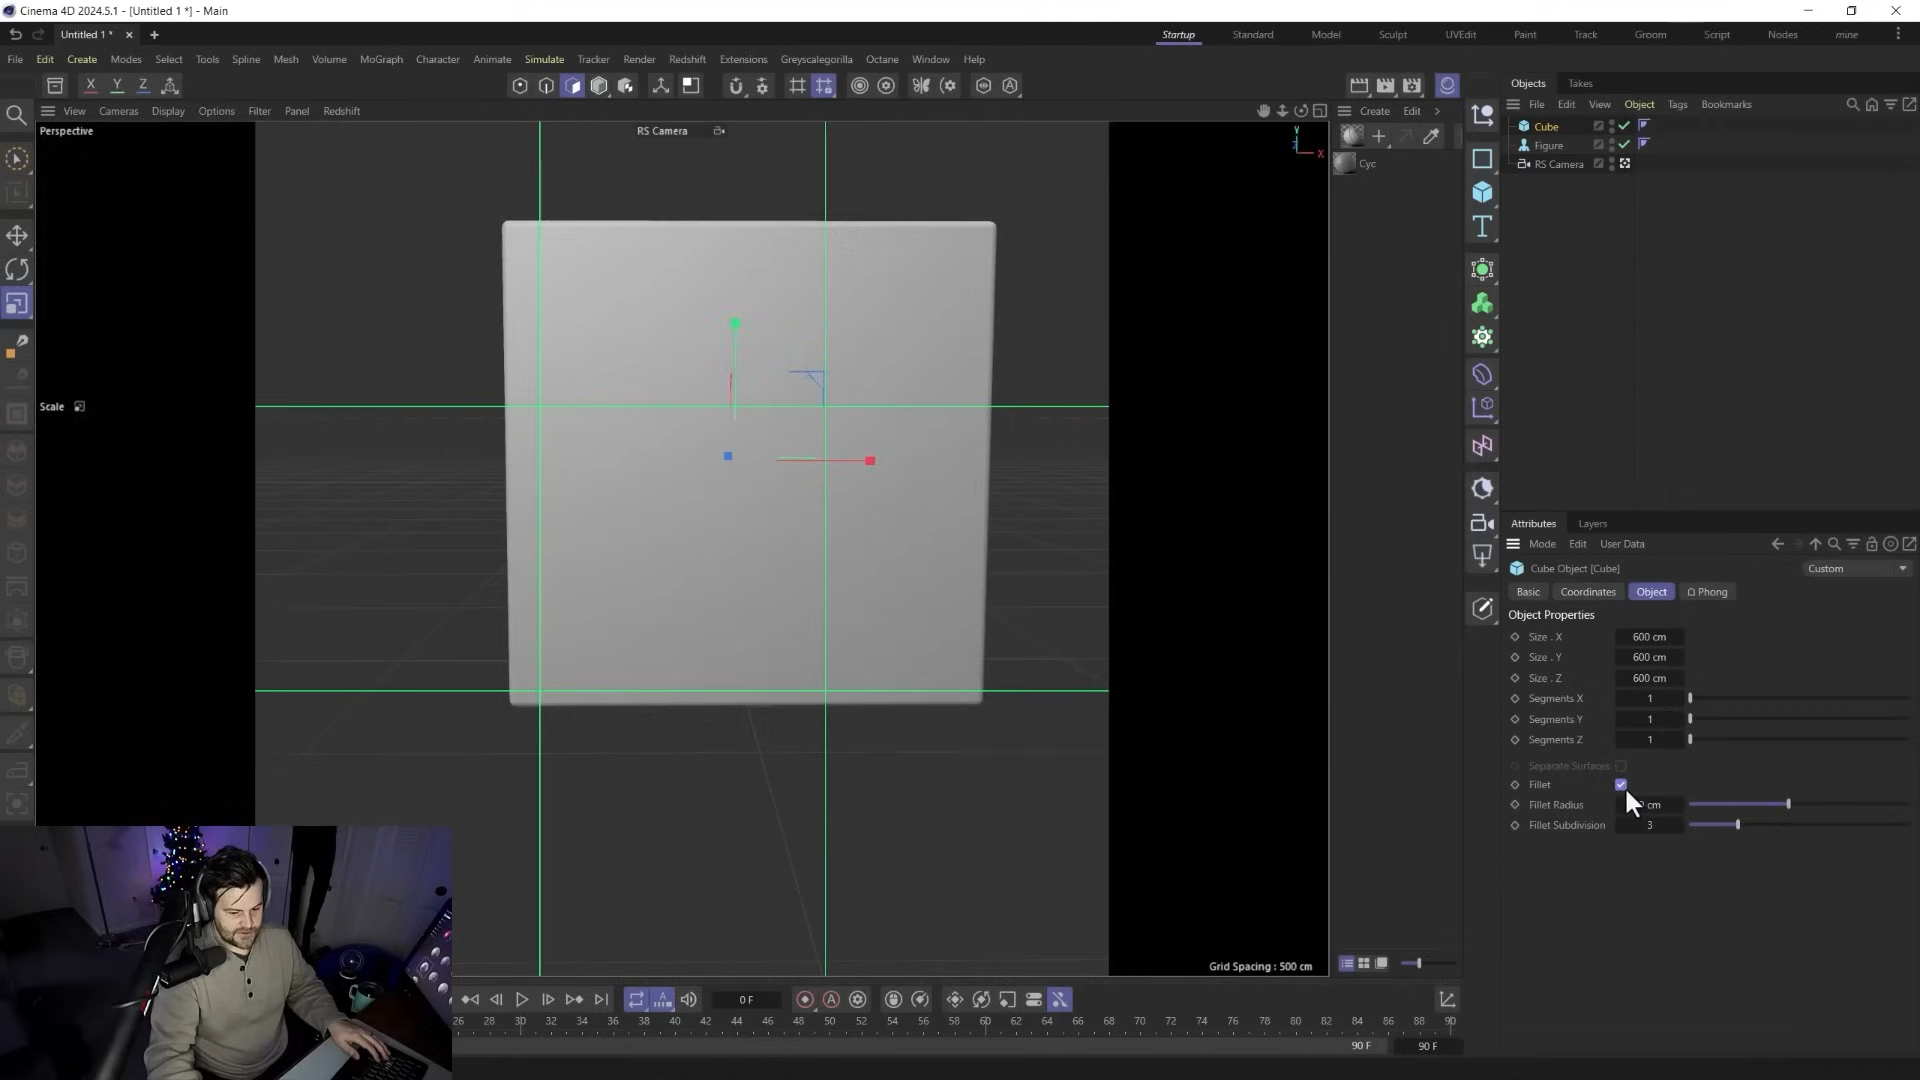 Cinema 4D 2024.5.1 - [Untitled 1 *] - Main
Untitled 1 *
Startup Standard Model Sculpt UVEdit Paint Track Groom Script Nodes mine
File Edit Create Modes Select Tools Spline Mesh Volume MoGraph Character Animate Simulate Tracker Render Redshift Extensions Greyscalegorilla Octane Window Help
X Y Z
Objects Takes
View Cameras Display Options Filter Panel Redshift
Create Edit
File Edit View Object Tags Bookmarks
Perspective
RS Camera
Y
Z
X
Cube
Figure
Cyc
RS Camera
Scale
Attributes Layers
Mode Edit User Data
Cube Object [Cube]
Custom
Basic Coordinates Object Phong
Object Properties
Size . X 600 cm
Size . Y 600 cm
Size . Z 600 cm
Segments X 1
Segments Y 1
Segments Z 1
Separate Surfaces
Fillet
Fillet Radius cm
Fillet Subdivision 3
Grid Spacing : 500 cm
0 F
26 28 30 32 34 36 38 40 42 44 46 48 50 52 54 56 58 60 62 64 66 68 70 72 74 76 78 80 82 84 86 88 90
90 F
90 F